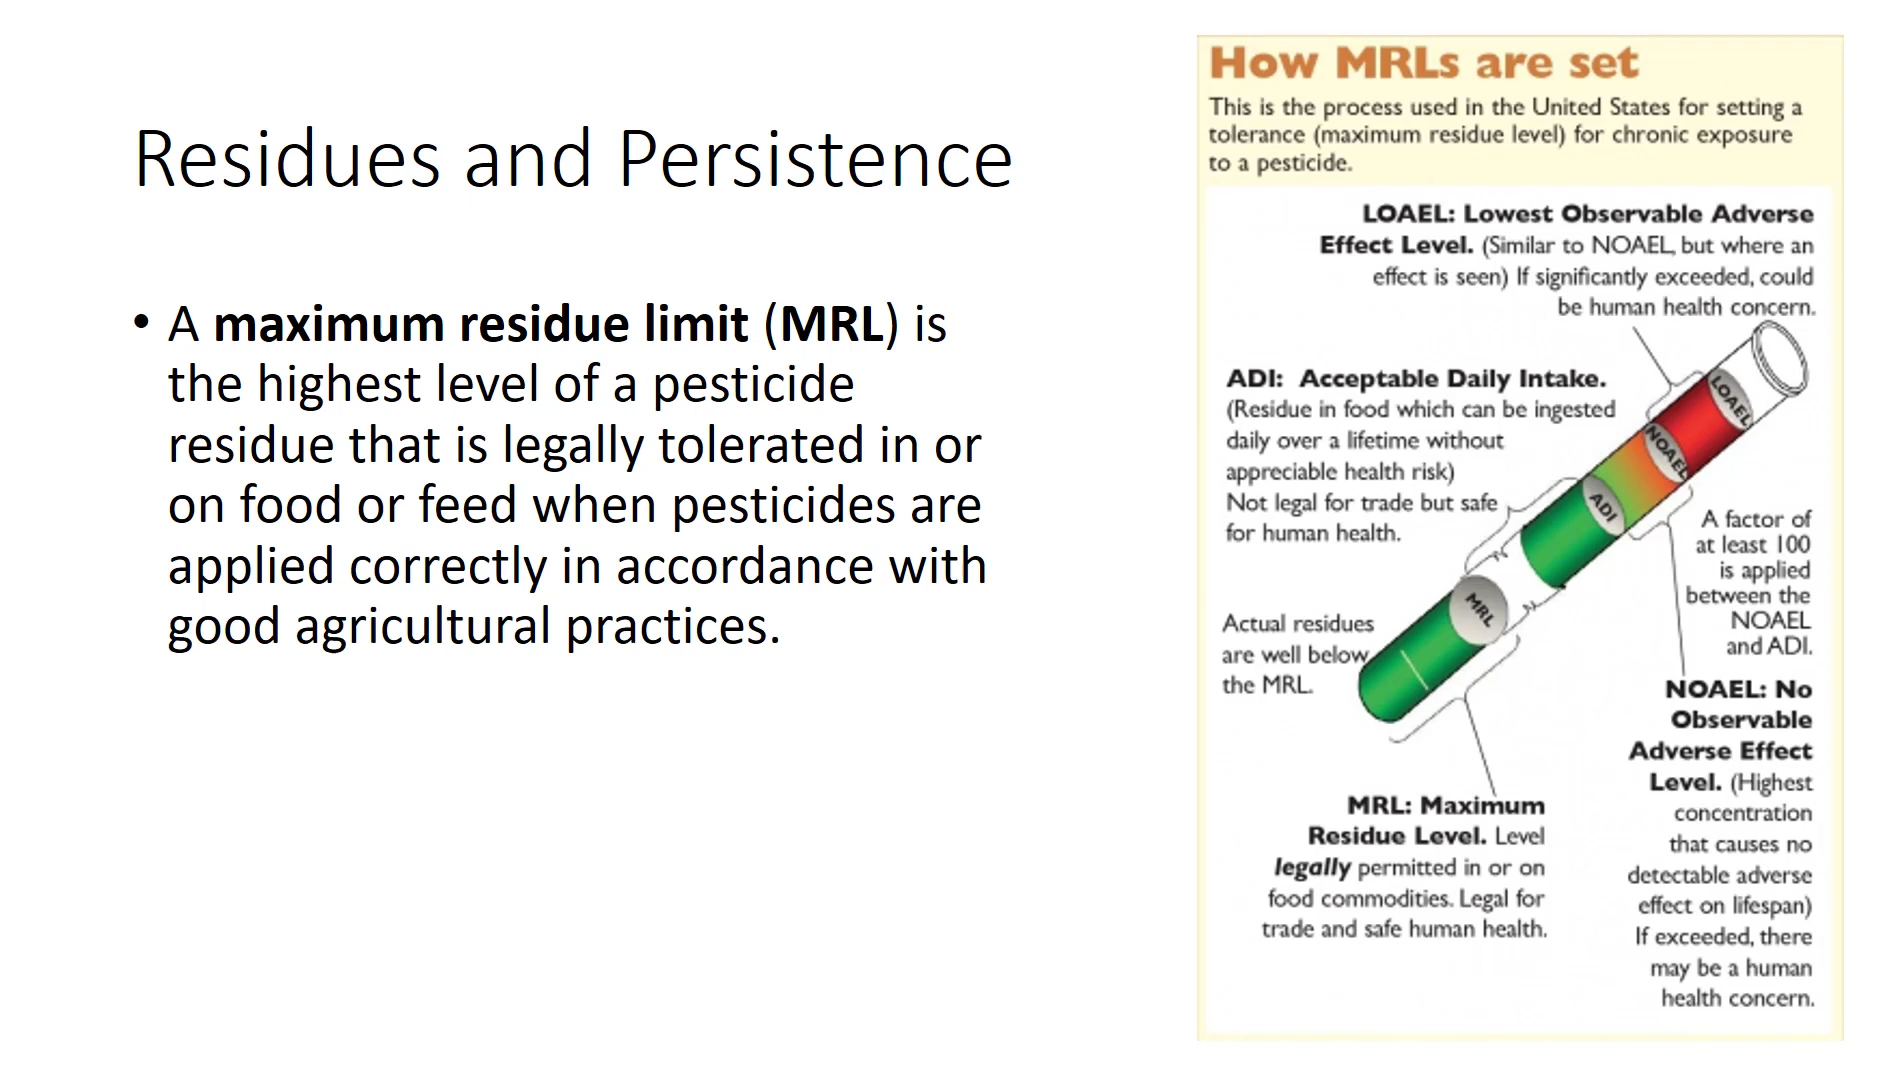 Residues and Persistence
• A maximum residue limit (MRL) is
the highest level of a pesticide
residue that is legally tolerated in or
on food or feed when pesticides are
applied correctly in accordance with
good agricultural practices.
How MRLs are set
This is the process used in the United States for setting a
tolerance (maximum residue level) for chronic exposure
to a pesticide.
LOAEL: Lowest Observable Adverse
Effect Level. (Similar to NOAEL, but where an
effect is seen) If significantly exceeded, could
be human health concern.
ADI: Acceptable Daily Intake.
(Residue in food which can be ingested
daily over a lifetime without
appreciable health risk)
Not legal for trade but safe
for human health.
LOAEL
NOAEL
ADI
MRL
A factor of
at least 100
is applied
between the
NOAEL
and ADI.
Actual residues
are well below
the MRL.
NOAEL: No
Observable
Adverse Effect
Level. (Highest
concentration
that causes no
detectable adverse
effect on lifespan)
If exceeded, there
may be a human
health concern.
MRL: Maximum
Residue Level. Level
legally permitted in or on
food commodities. Legal for
trade and safe human health.